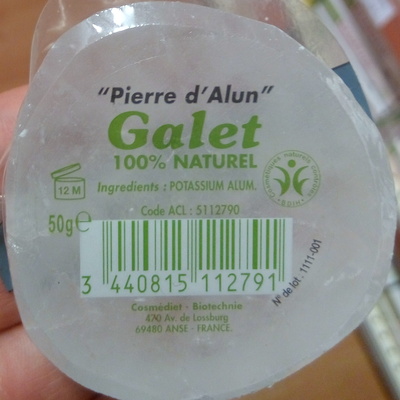 "Pierre d'Alun"
Galet
100% NATUREL
12 M
Ingredients : POTASSIUM ALUM.
Code ACL : 5112790
50g℮
3 440815 112791
N° de lot . 1111-001
Cosmédiet - Biotechnie
470 Av. de Lossburg
69480 ANSE - FRANCE.